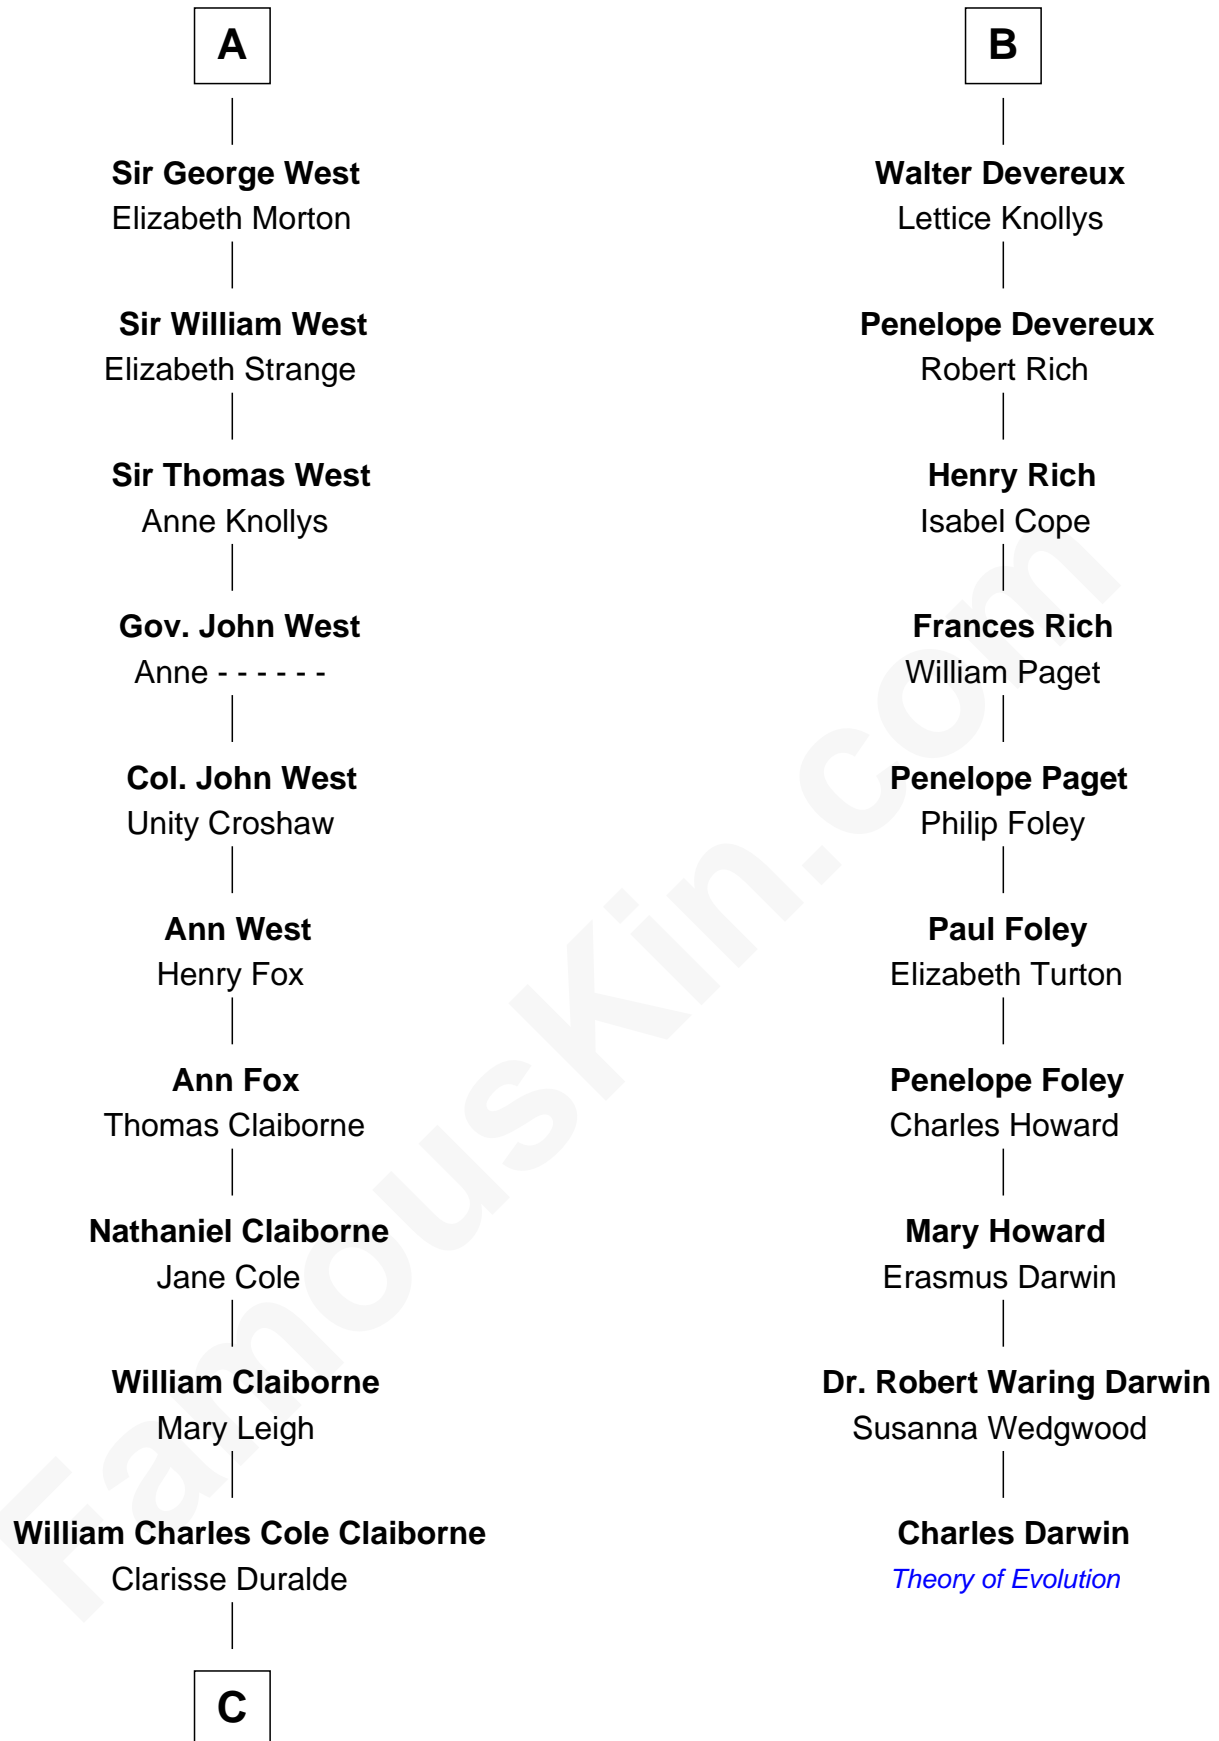 A
Sir George West
Elizabeth Morton
Sir William West
Elizabeth Strange
Sir Thomas West
Anne Knollys
Gov. John West
Anne - - - - - -
Col. John West
Unity Croshaw
Ann West
Henry Fox
Ann Fox
Thomas Claiborne
Nathaniel Claiborne
Jane Cole
William Claiborne
Mary Leigh
William Charles Cole Claiborne
Clarisse Duralde
C
B
Walter Devereux
Lettice Knollys
Penelope Devereux
Robert Rich
Henry Rich
Isabel Cope
Frances Rich
William Paget
Penelope Paget
Philip Foley
Paul Foley
Elizabeth Turton
Penelope Foley
Charles Howard
Mary Howard
Erasmus Darwin
Dr. Robert Waring Darwin
Susanna Wedgwood
Charles Darwin
Theory of Evolution
FamousKin.com